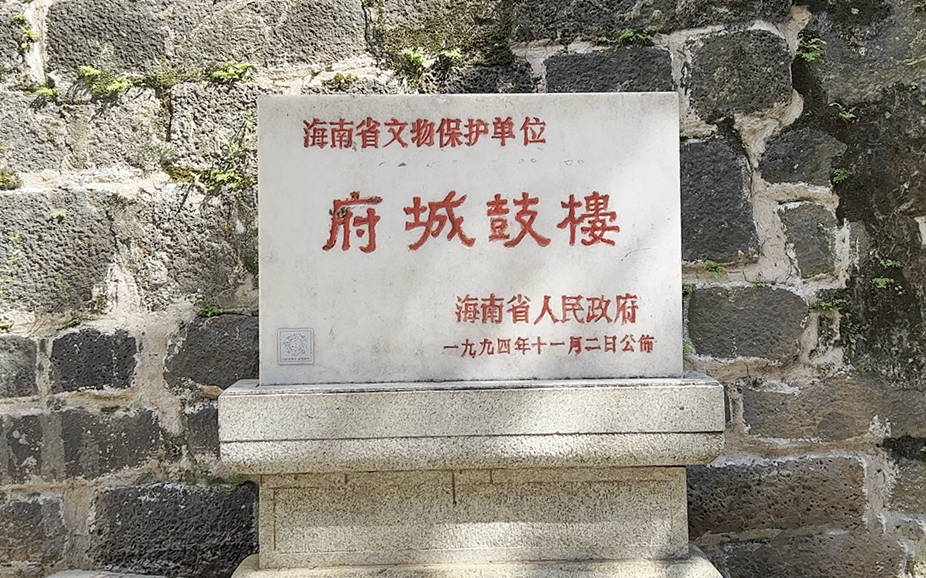 海南省文物保护单位
府城鼓樓
海南省人民政府
一九九四年十一月二日公佈